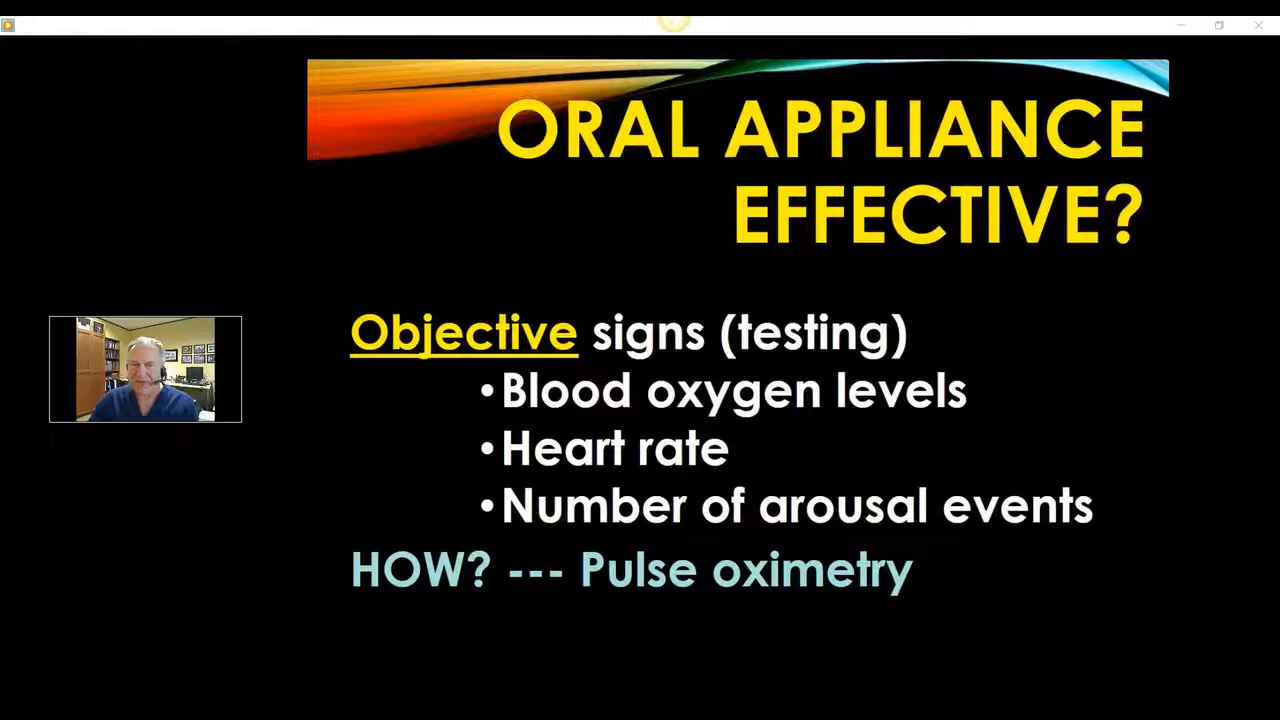 ORAL APPLIANCE
EFFECTIVE?
Objective signs (testing)
•Blood oxygen levels
•Heart rate
•Number of arousal events
HOW? --- Pulse oximetry